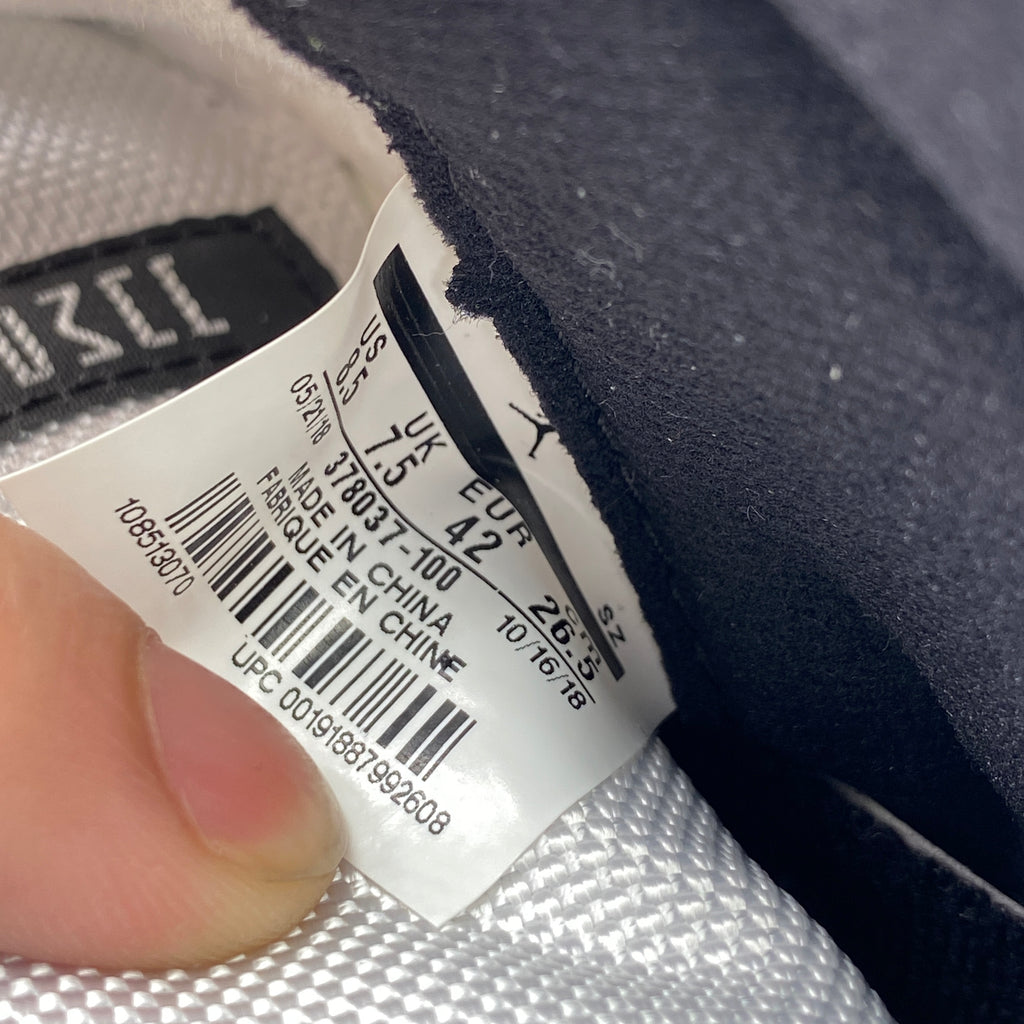 US UK EUR cm SZ
8.5 7.5 42 26.5
05/21/18 378037-100 10/16/18
MADE IN CHINA
FABRIQUE EN CHINE
108513070
UPC 00191887992608